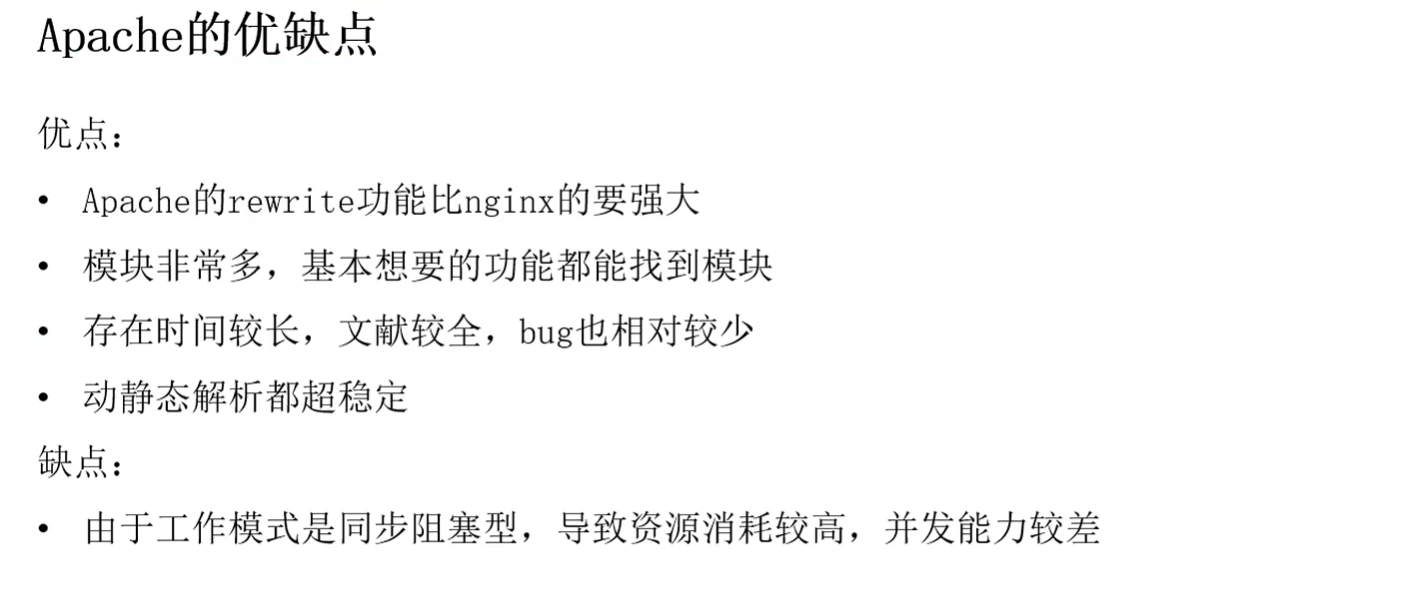 Apache的优缺点
优点：
• Apache的rewrite功能比nginx的要强大
• 模块非常多，基本想要的功能都能找到模块
• 存在时间较长，文献较全，bug也相对较少
• 动静态解析都超稳定
缺点：
• 由于工作模式是同步阻塞型，导致资源消耗较高，并发能力较差